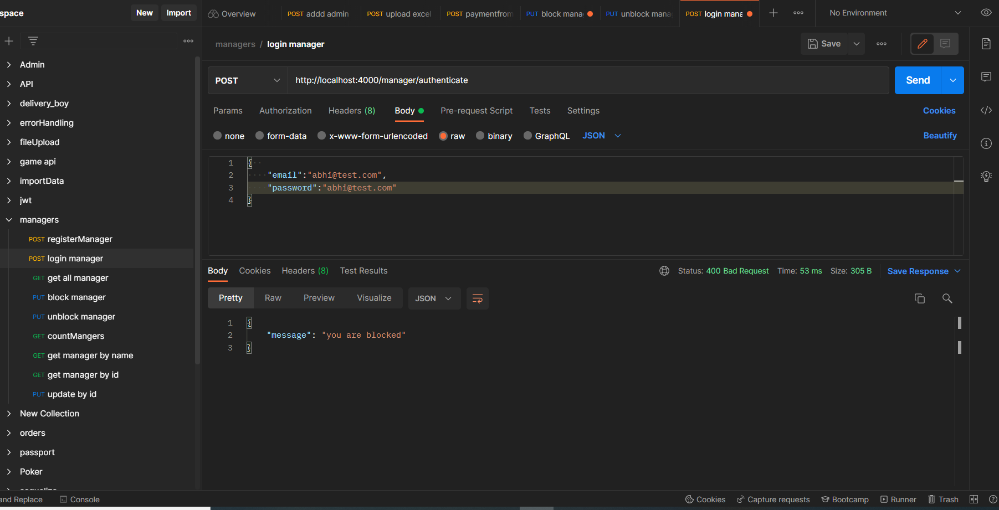 space
New
Import
Overview
POST addd admin
POST upload excel
POST paymentfrom
PUT block mana
PUT unblock mana
POST login mana
No Environment
managers / login manager
Save
POST
http://localhost:4000/manager/authenticate
Send
Params
Authorization
Headers (8)
Body
Pre-request Script
Tests
Settings
Cookies
none
form-data
x-www-form-urlencoded
raw
binary
GraphQL
JSON
Beautify
1 {
2 "email":"abhi@test.com",
3 "password":"abhi@test.com"
4 }
Body
Cookies
Headers (8)
Test Results
Status: 400 Bad Request
Time: 53 ms
Size: 305 B
Save Response
Pretty
Raw
Preview
Visualize
JSON
1 {
2 "message": "you are blocked"
3 }
Admin
API
delivery_boy
errorHandling
fileUpload
game api
importData
jwt
managers
POST registerManager
POST login manager
GET get all manager
PUT block manager
PUT unblock manager
GET countMangers
GET get manager by name
GET get manager by id
PUT update by id
New Collection
orders
passport
Poker
sequelize
and Replace
Console
Cookies
Capture requests
Bootcamp
Runner
Trash